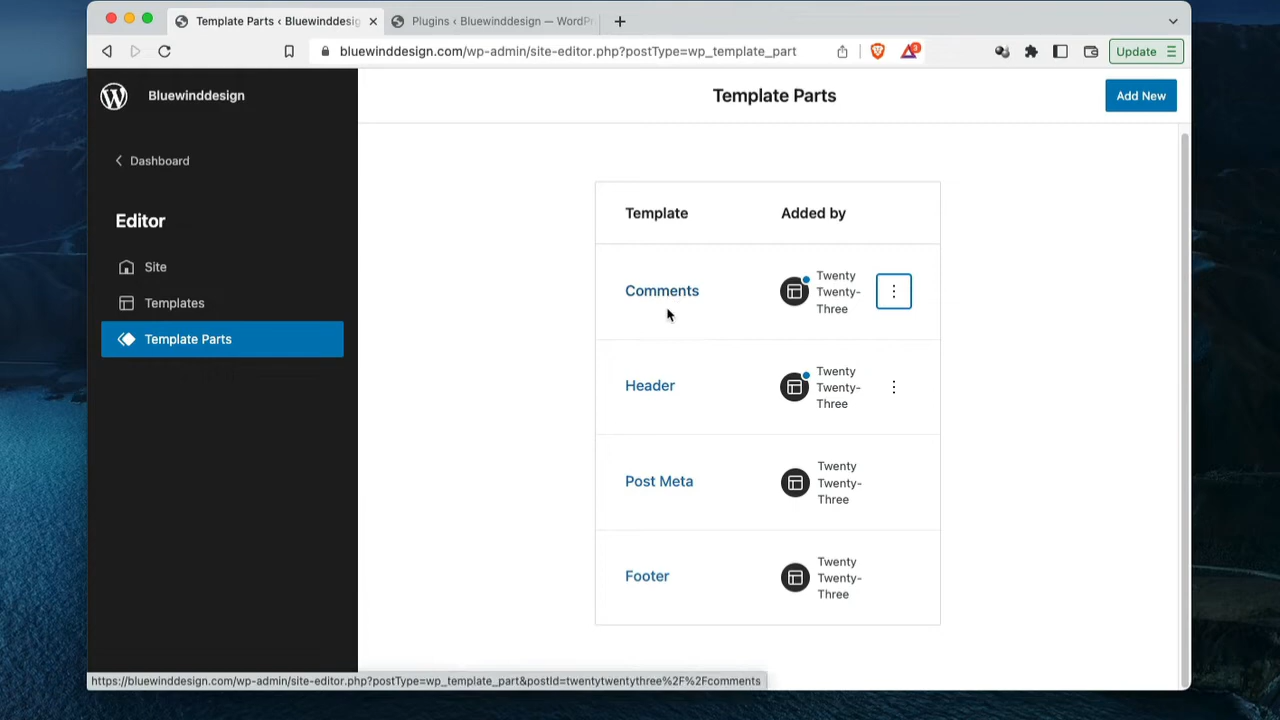 Template Parts ‹ Bluewinddesig
Plugins ‹ Bluewinddesign — WordPr
bluewinddesign.com/wp-admin/site-editor.php?postType=wp_template_part
3
Update
Bluewinddesign
Template Parts
Add New
Dashboard
Editor
Site
Templates
Template Parts
Template
Added by
Comments
Twenty
Twenty-
Three
Header
Twenty
Twenty-
Three
Post Meta
Twenty
Twenty-
Three
Footer
Twenty
Twenty-
Three
https://bluewinddesign.com/wp-admin/site-editor.php?postType=wp_template_part&postId=twentytwentythree%2F%2Fcomments